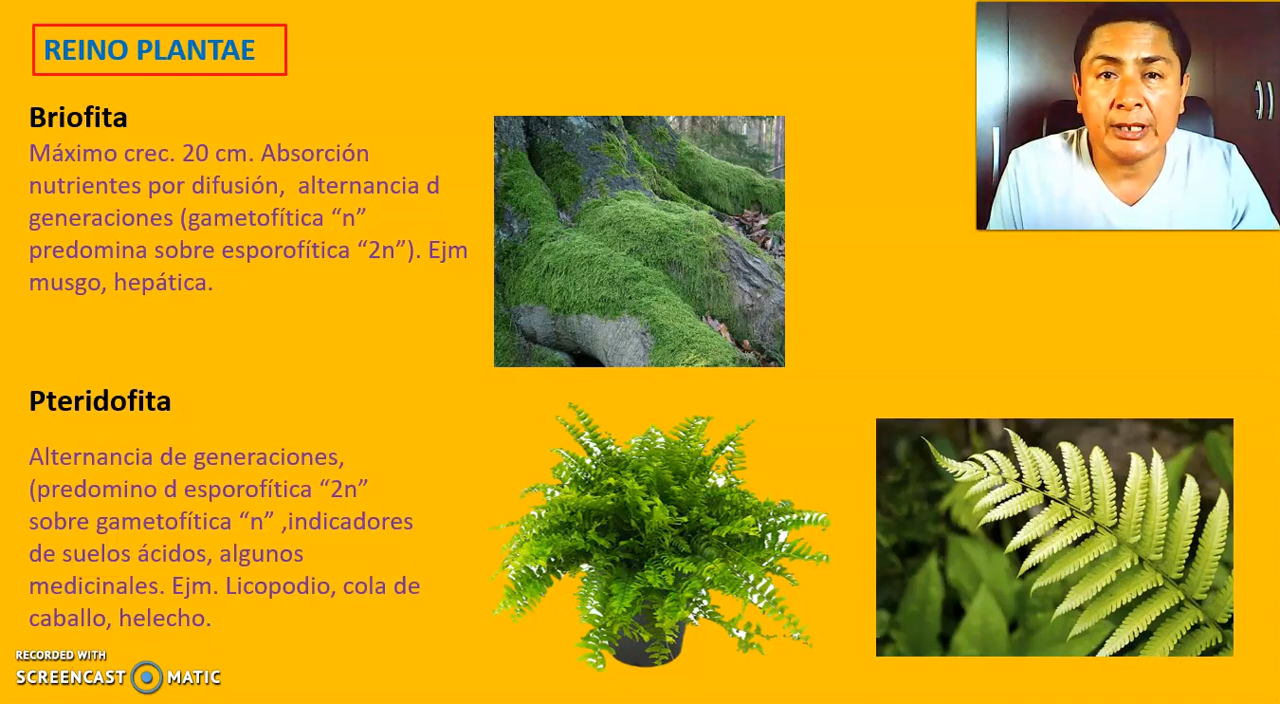 REINO PLANTAE
Briofita
Máximo crec. 20 cm. Absorción
nutrientes por difusión, alternancia d
generaciones (gametofítica “n”
predomina sobre esporofítica “2n”). Ejm
musgo, hepática.
Pteridofita
Alternancia de generaciones,
(predomino d esporofítica “2n”
sobre gametofítica “n” ,indicadores
de suelos ácidos, algunos
medicinales. Ejm. Licopodio, cola de
caballo, helecho.
RECORDED WITH
SCREENCAST MATIC